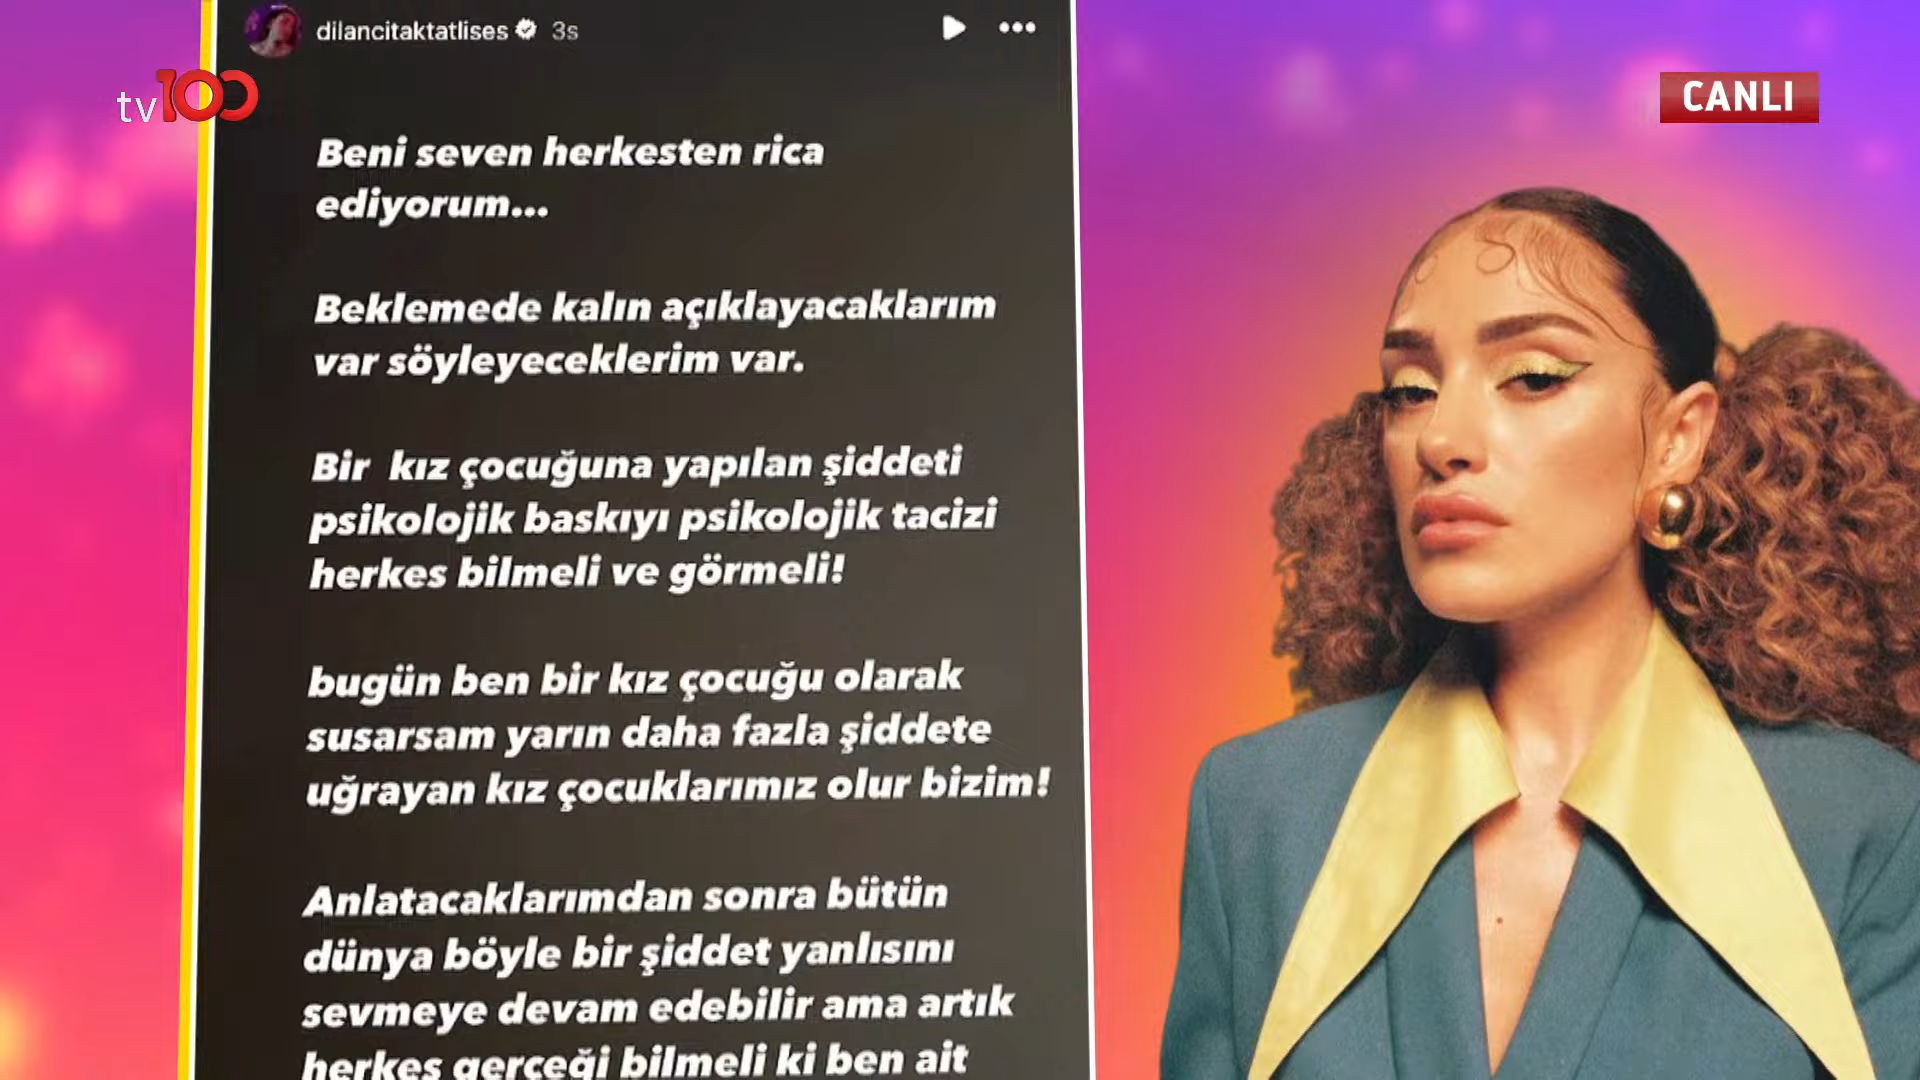 dilancitaktatlises 3s
tv100
CANLI
Beni seven herkesten rica
ediyorum...
Beklemede kalın açıklayacaklarım
var söyleyeceklerim var.
Bir kız çocuğuna yapılan şiddeti
psikolojik baskıyı psikolojik tacizi
herkes bilmeli ve görmeli!
bugün ben bir kız çocuğu olarak
susarsam yarın daha fazla şiddete
uğrayan kız çocuklarımız olur bizim!
Anlatacaklarımdan sonra bütün
dünya böyle bir şiddet yanlısını
sevmeye devam edebilir ama artık
herkes gerçeği bilmeli ki ben ait